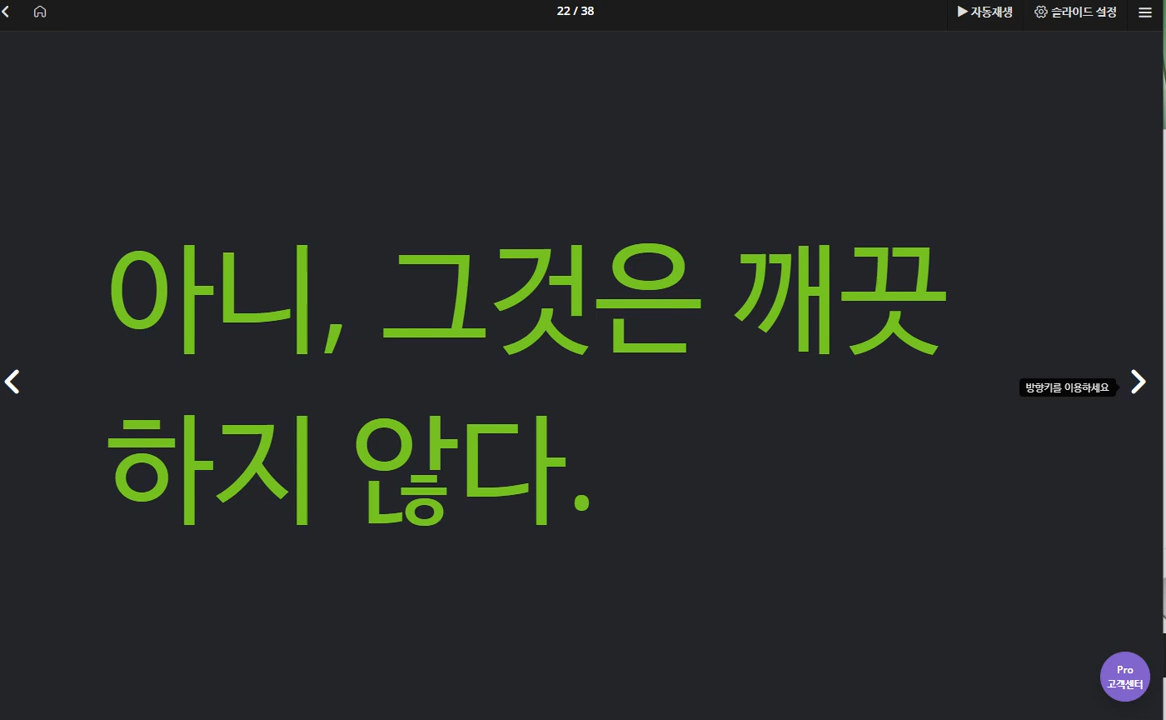 22 / 38
▶ 자동재생
슬라이드 설정
아니, 그것은 깨끗
하지 않다.
방향키를 이용하세요
Pro
고객센터